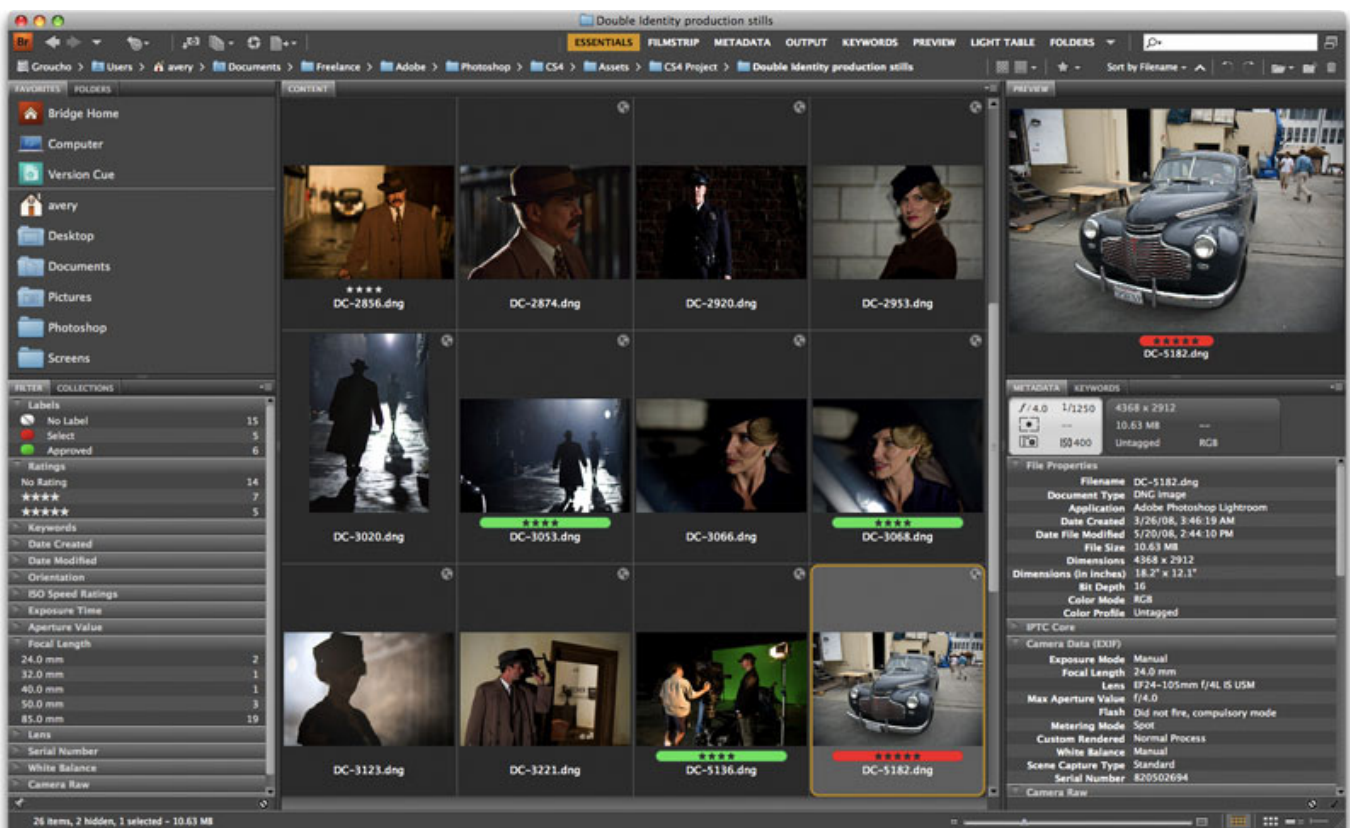 Double Identity production stills
Br
ESSENTIALS FILMSTRIP METADATA OUTPUT KEYWORDS PREVIEW LIGHT TABLE FOLDERS
Groucho > Users > avery > Documents > Freelance > Adobe > Photoshop > CS4 > Assets > CS4 Project > Double Identity production stills
Sort by Filename
FAVORITES FOLDERS
Bridge Home
Computer
Version Cue
avery
Desktop
Documents
Pictures
Photoshop
Screens
FILTER COLLECTIONS
Labels
No Label 15
Select 5
Approved 6
Ratings
No Rating 14
★★★★ 7
★★★★★ 5
Keywords
Date Created
Date Modified
Orientation
ISO Speed Ratings
Exposure Time
Aperture Value
Focal Length
24.0 mm 2
32.0 mm 1
40.0 mm 1
50.0 mm 3
85.0 mm 19
Lens
Serial Number
White Balance
Camera Raw
CONTENT
★★★★
DC-2856.dng
DC-2874.dng
DC-2920.dng
DC-2953.dng
DC-3020.dng
★★★★
DC-3053.dng
DC-3066.dng
★★★★
DC-3068.dng
DC-3123.dng
DC-3221.dng
★★★★
DC-5136.dng
★★★★★
DC-5182.dng
PREVIEW
★★★★★
DC-5182.dng
METADATA KEYWORDS
f/4.0 1/1250
--
ISO400
4368 x 2912
10.63 MB --
Untagged RGB
File Properties
Filename DC-5182.dng
Document Type DNG image
Application Adobe Photoshop Lightroom
Date Created 3/26/08, 3:46:19 AM
Date File Modified 5/20/08, 2:44:10 PM
File Size 10.63 MB
Dimensions 4368 x 2912
Dimensions (in inches) 18.2" x 12.1"
Bit Depth 16
Color Mode RGB
Color Profile Untagged
IPTC Core
Camera Data (EXIF)
Exposure Mode Manual
Focal Length 24.0 mm
Lens EF24-105mm f/4L IS USM
Max Aperture Value f/4.0
Flash Did not fire, compulsory mode
Metering Mode Spot
Custom Rendered Normal Process
White Balance Manual
Scene Capture Type Standard
Serial Number 820502694
Camera Raw
26 items, 2 hidden, 1 selected - 10.63 MB